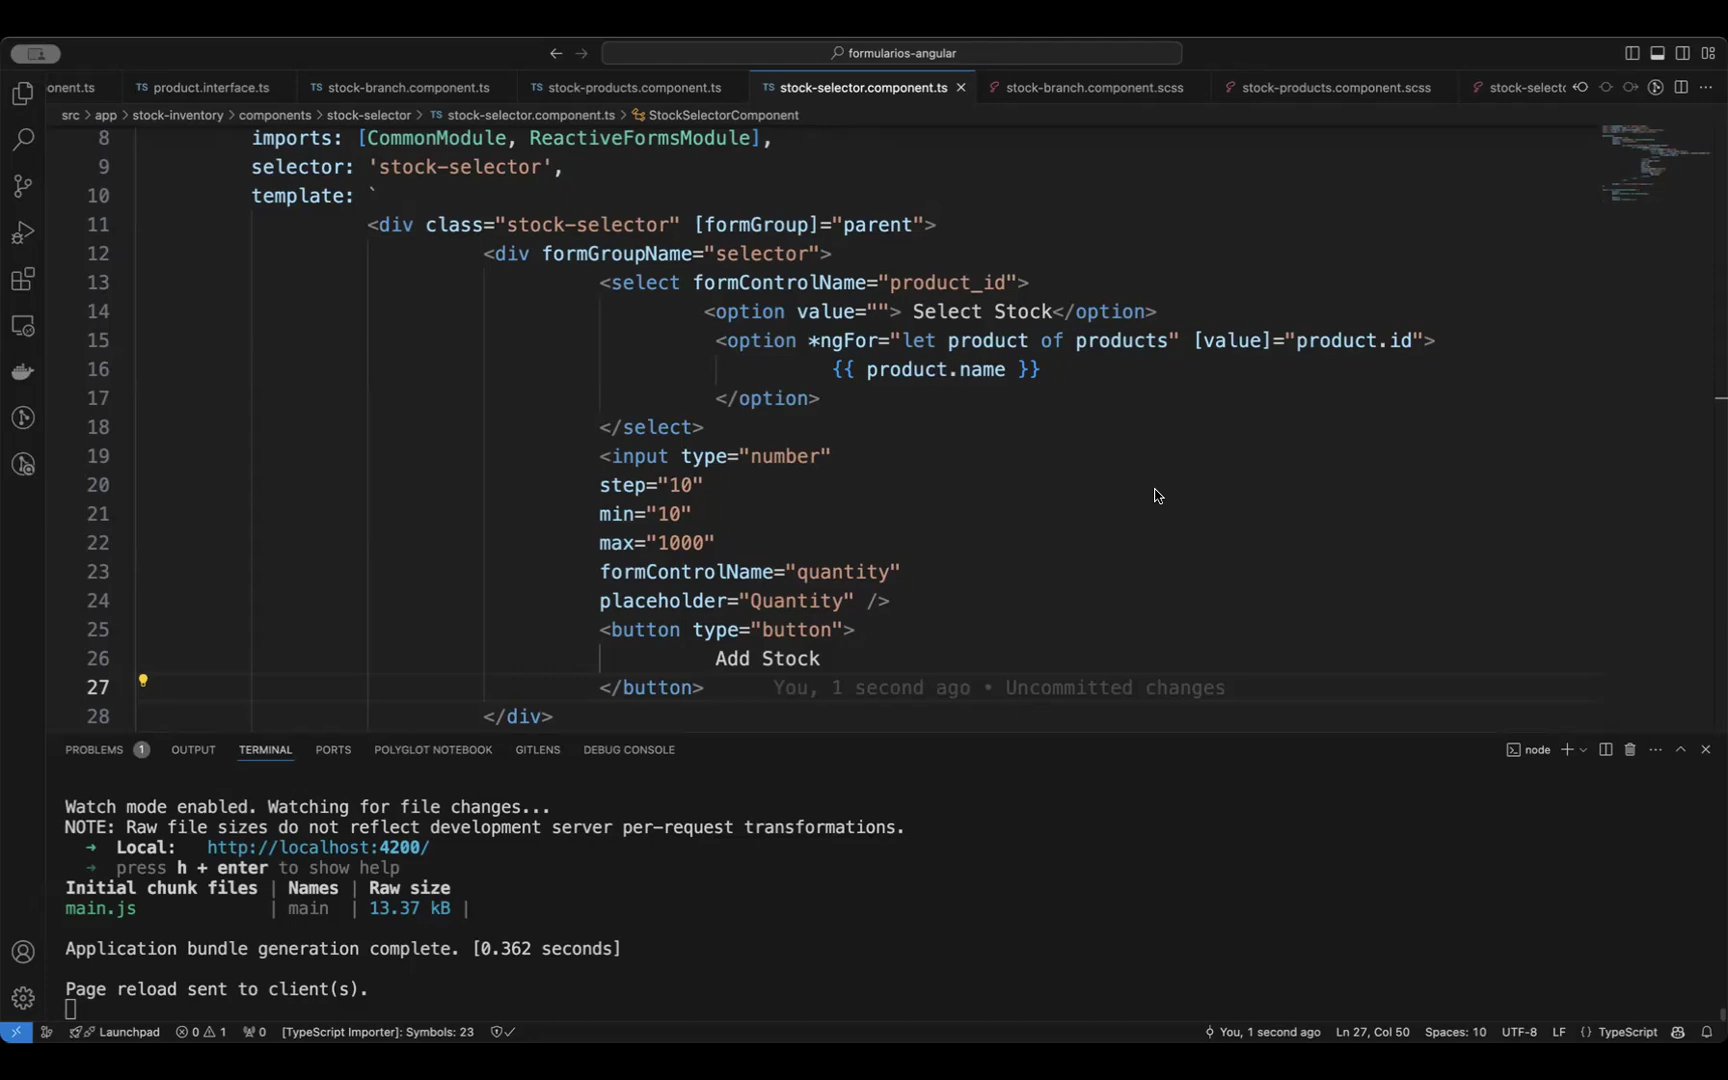 formularios-angular
onent.ts product.interface.ts stock-branch.component.ts stock-products.component.ts stock-selector.component.ts stock-branch.component.scss stock-products.component.scss stock-select
src > app > stock-inventory > components > stock-selector > stock-selector.component.ts > StockSelectorComponent
8 imports: [CommonModule, ReactiveFormsModule],
9 selector: 'stock-selector',
10 template: `
11 <div class="stock-selector" [formGroup]="parent">
12 <div formGroupName="selector">
13 <select formControlName="product_id">
14 <option value=""> Select Stock</option>
15 <option *ngFor="let product of products" [value]="product.id">
16 {{ product.name }}
17 </option>
18 </select>
19 <input type="number"
20 step="10"
21 min="10"
22 max="1000"
23 formControlName="quantity"
24 placeholder="Quantity" />
25 <button type="button">
26 Add Stock
27 </button> You, 1 second ago • Uncommitted changes
28 </div>
PROBLEMS 1 OUTPUT TERMINAL PORTS POLYGLOT NOTEBOOK GITLENS DEBUG CONSOLE node
Watch mode enabled. Watching for file changes...
NOTE: Raw file sizes do not reflect development server per-request transformations.
➜ Local: http://localhost:4200/
➜ press h + enter to show help
Initial chunk files | Names | Raw size
main.js | main | 13.37 kB |
Application bundle generation complete. [0.362 seconds]
Page reload sent to client(s).
Launchpad 0 1 0 [TypeScript Importer]: Symbols: 23 You, 1 second ago Ln 27, Col 50 Spaces: 10 UTF-8 LF {} TypeScript